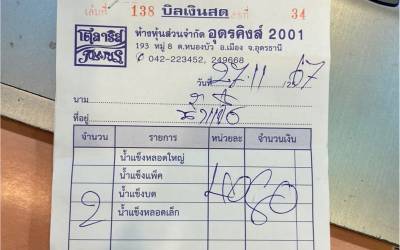 เล่มที่ 138 บิลเงินสด เลขที่ 34
ห้างหุ้นส่วนจำกัด อุดรคิงส์ 2001
193 หมู่ 8 ต.หนองบัว อ.เมือง จ.อุดรธานี
042-223452, 249668
วันที่ 27 / 11 / 67
นาม
ที่อยู่
จำนวน รายการ หน่วยละ จำนวนเงิน
น้ำแข็งหลอดใหญ่
น้ำแข็งแพ็ค
2 น้ำแข็งบด 40 80
น้ำแข็งหลอดเล็ก